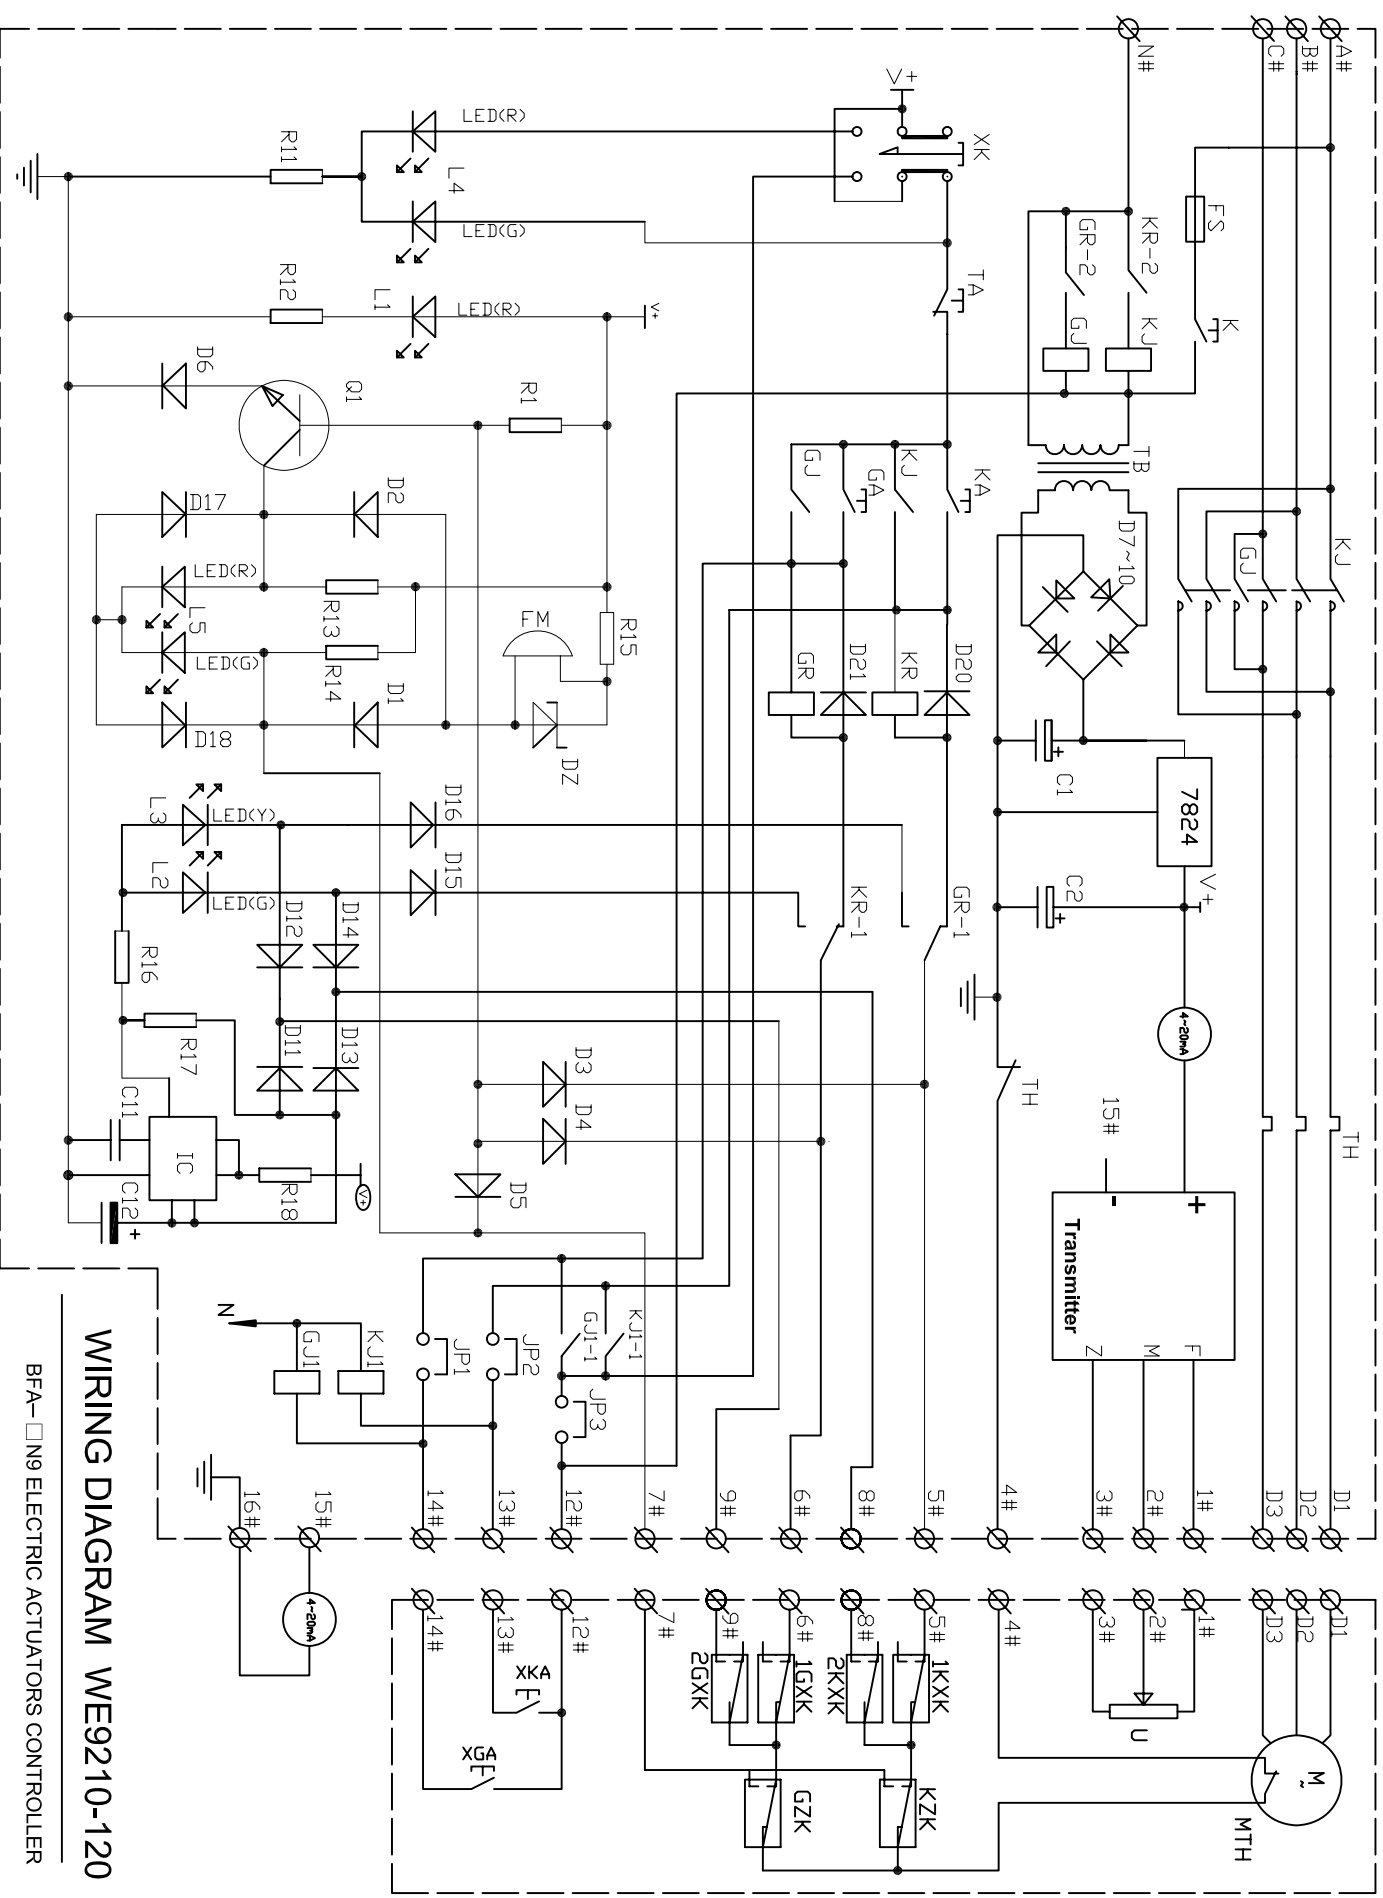 A#
B#
C#
N#
FS
K
KR-2
KJ
GR-2
GJ
TB
D7~10
KJ
GJ
C1
7824
C2
V+
4~20mA
TH
TH
15#
+
-
Transmitter
F
M
Z
V+
XK
TA
LED(R)
L4
LED(G)
R11
R12
L1
LED(R)
V+
D6
Q1
R1
KA
KJ
GA
GJ
D20
KR
D21
GR
GR-1
KR-1
D17
D2
LED(R)
L5
LED(G)
R13
R14
D18
D1
FM
R15
DZ
L3
LED(Y)
D16
L2
LED(G)
D15
D12
D14
D11
D13
R16
R17
C11
IC
C12
+
R18
V+
D3
D4
D5
KJ1-1
GJ1-1
JP1
JP2
JP3
N
GJ1
KJ1
D1
D2
D3
1#
2#
3#
4#
5#
8#
6#
9#
7#
12#
13#
14#
15#
16#
4~20mA
D1
D2
D3
1#
2#
3#
4#
5#
8#
6#
9#
7#
12#
13#
14#
U
M
~
MTH
1KXK
2KXK
1GXK
2GXK
KZK
GZK
XKA
XGA
WIRING DIAGRAM WE9210-120
BFA-□N9 ELECTRIC ACTUATORS CONTROLLER